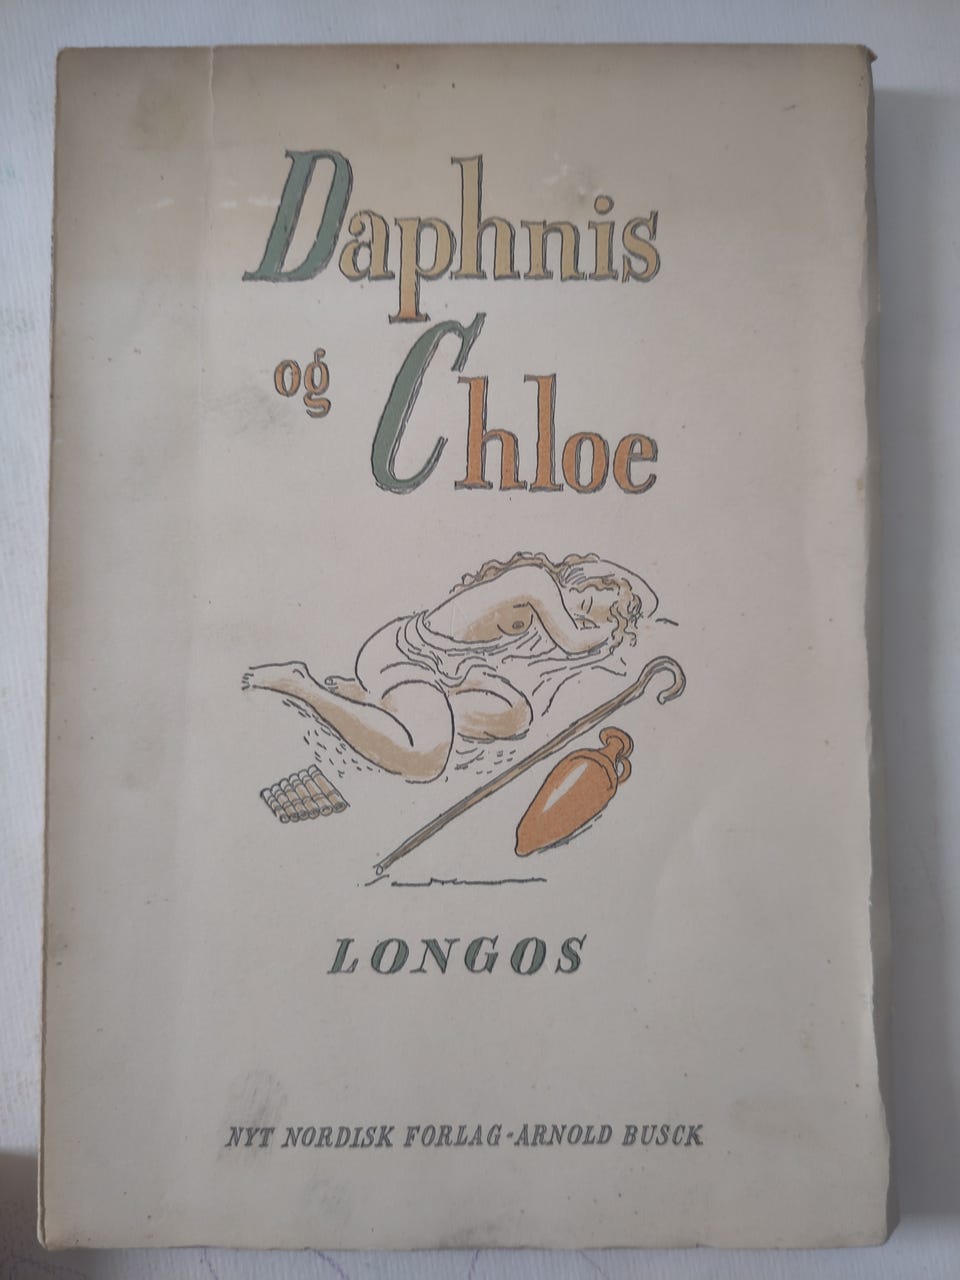 Daphnis
og Chloe
LONGOS
NYT NORDISK FORLAG-ARNOLD BUSCK